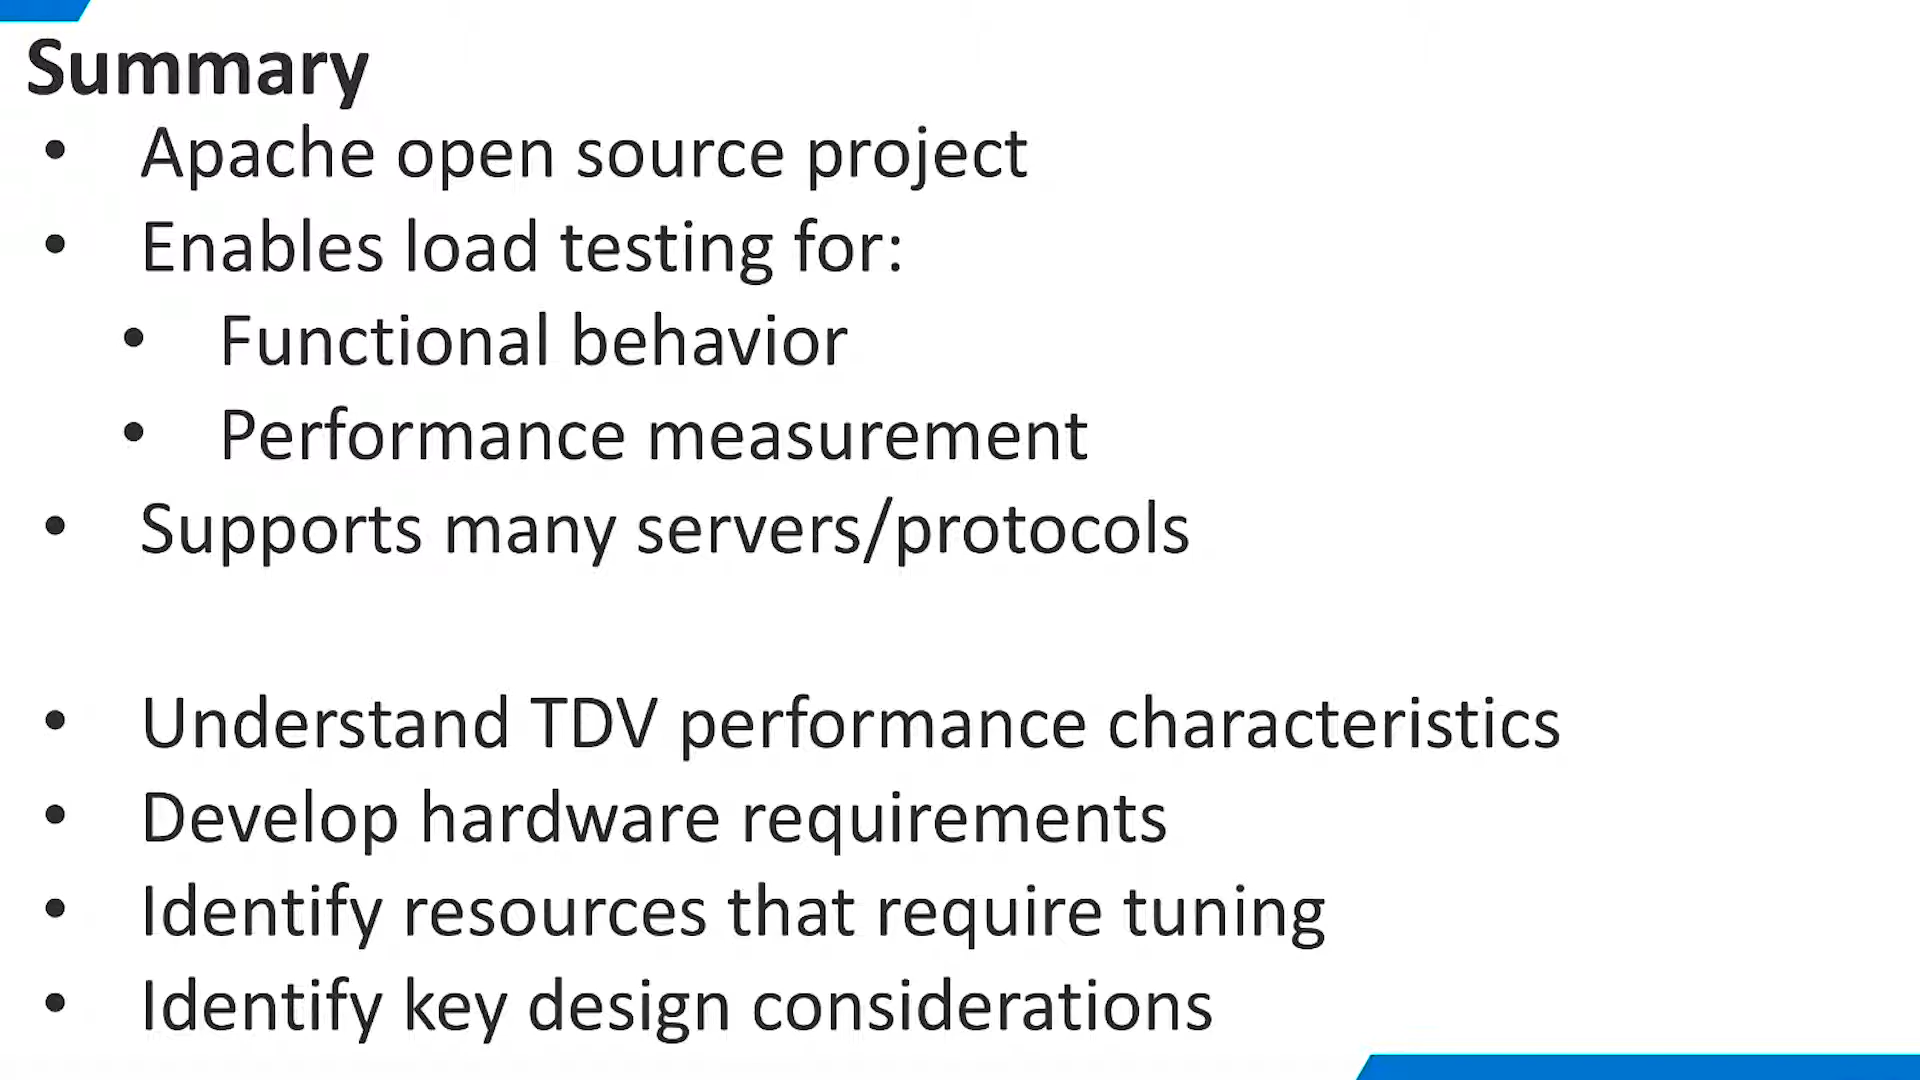 Summary
• Apache open source project
• Enables load testing for:
• Functional behavior
• Performance measurement
• Supports many servers/protocols
• Understand TDV performance characteristics
• Develop hardware requirements
• Identify resources that require tuning
• Identify key design considerations